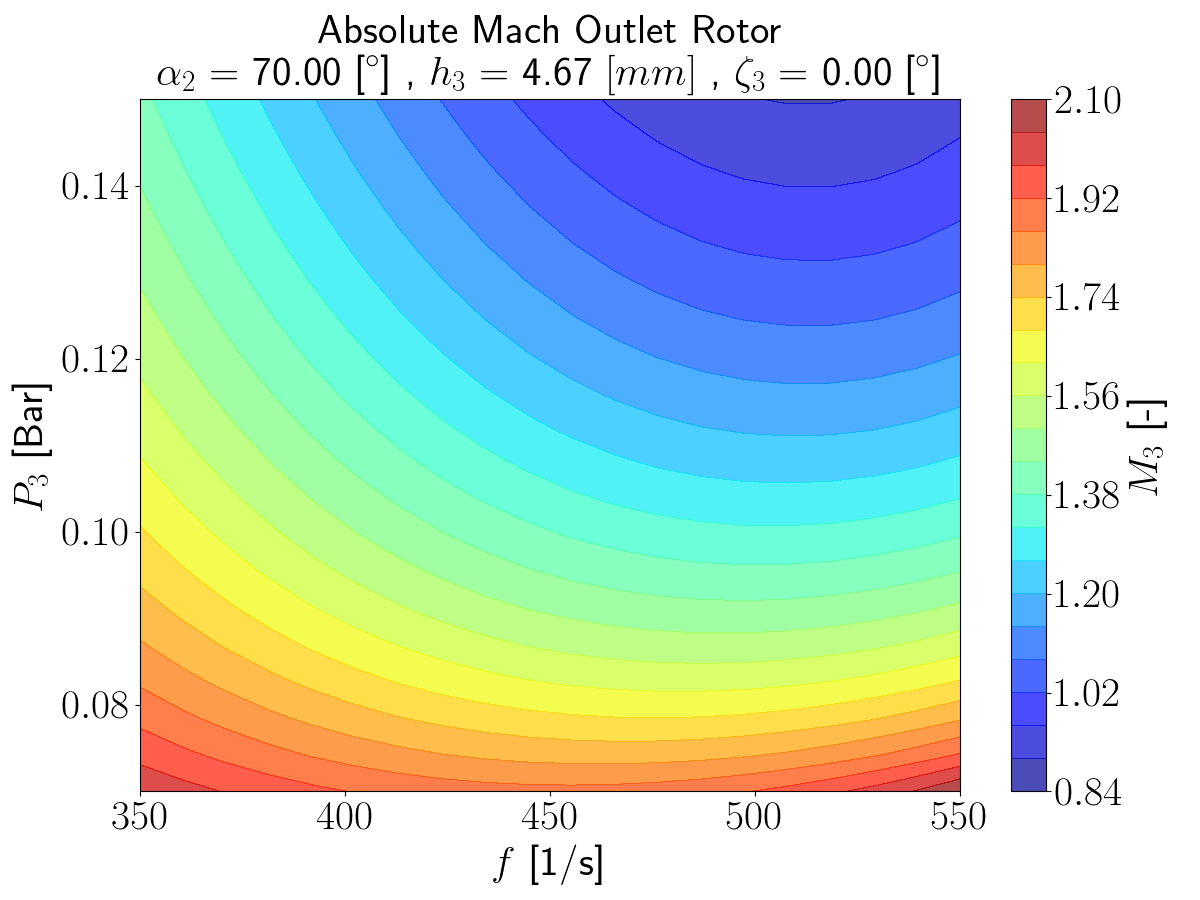 Absolute Mach Outlet Rotor
α₂ = 70.00 [°] , h₃ = 4.67 [mm] , ζ₃ = 0.00 [°]
0.14
0.12
0.10
0.08
P₃ [Bar]
350 400 450 500 550
f [1/s]
2.10
1.92
1.74
1.56
1.38
1.20
1.02
0.84
M₃ [-]